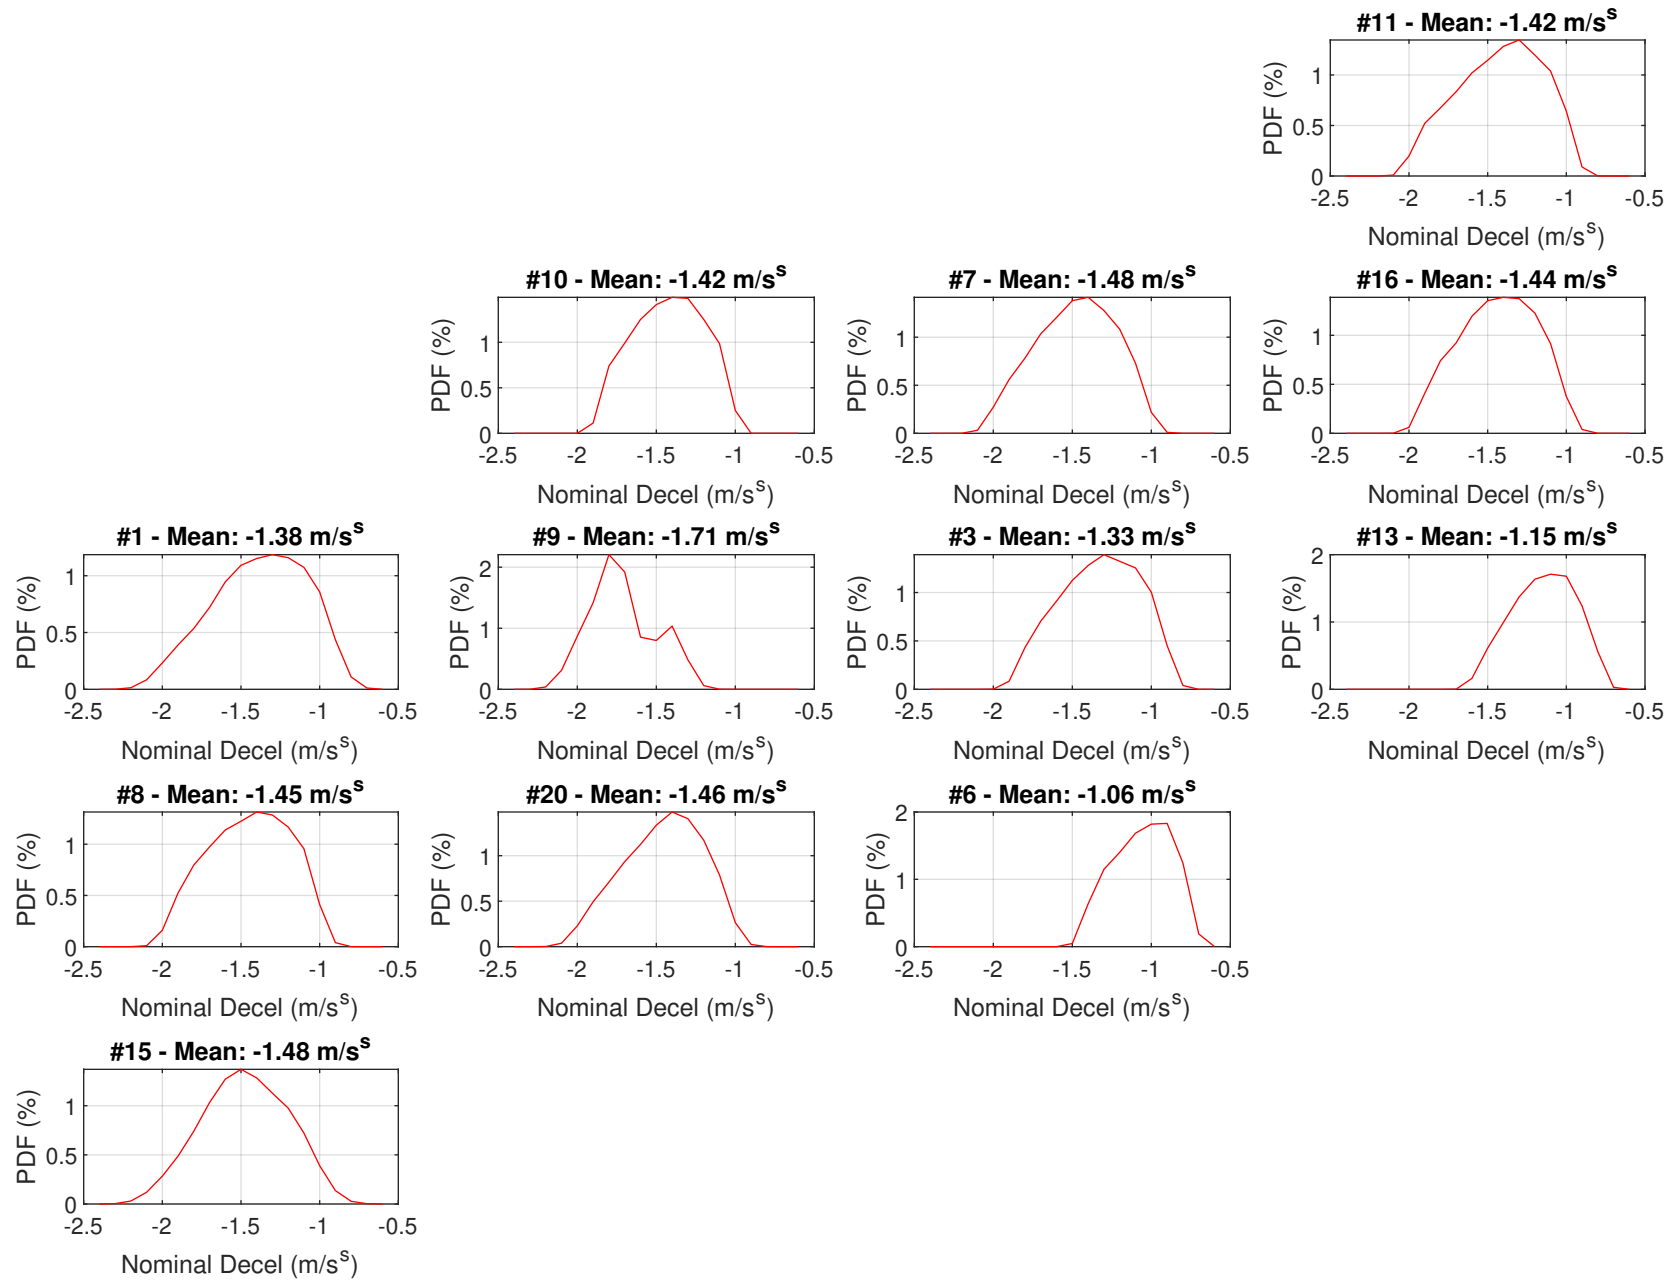 #11 - Mean: -1.42 m/s^s
PDF (%)
1
0.5
0
-2.5 -2 -1.5 -1 -0.5
Nominal Decel (m/s^s)
#10 - Mean: -1.42 m/s^s
PDF (%)
1
0.5
0
-2.5 -2 -1.5 -1 -0.5
Nominal Decel (m/s^s)
#7 - Mean: -1.48 m/s^s
PDF (%)
1
0.5
0
-2.5 -2 -1.5 -1 -0.5
Nominal Decel (m/s^s)
#16 - Mean: -1.44 m/s^s
PDF (%)
1
0.5
0
-2.5 -2 -1.5 -1 -0.5
Nominal Decel (m/s^s)
#1 - Mean: -1.38 m/s^s
PDF (%)
1
0.5
0
-2.5 -2 -1.5 -1 -0.5
Nominal Decel (m/s^s)
#9 - Mean: -1.71 m/s^s
PDF (%)
2
1
0
-2.5 -2 -1.5 -1 -0.5
Nominal Decel (m/s^s)
#3 - Mean: -1.33 m/s^s
PDF (%)
1
0.5
0
-2.5 -2 -1.5 -1 -0.5
Nominal Decel (m/s^s)
#13 - Mean: -1.15 m/s^s
PDF (%)
2
1
0
-2.5 -2 -1.5 -1 -0.5
Nominal Decel (m/s^s)
#8 - Mean: -1.45 m/s^s
PDF (%)
1
0.5
0
-2.5 -2 -1.5 -1 -0.5
Nominal Decel (m/s^s)
#20 - Mean: -1.46 m/s^s
PDF (%)
1
0.5
0
-2.5 -2 -1.5 -1 -0.5
Nominal Decel (m/s^s)
#6 - Mean: -1.06 m/s^s
PDF (%)
2
1
0
-2.5 -2 -1.5 -1 -0.5
Nominal Decel (m/s^s)
#15 - Mean: -1.48 m/s^s
PDF (%)
1
0.5
0
-2.5 -2 -1.5 -1 -0.5
Nominal Decel (m/s^s)